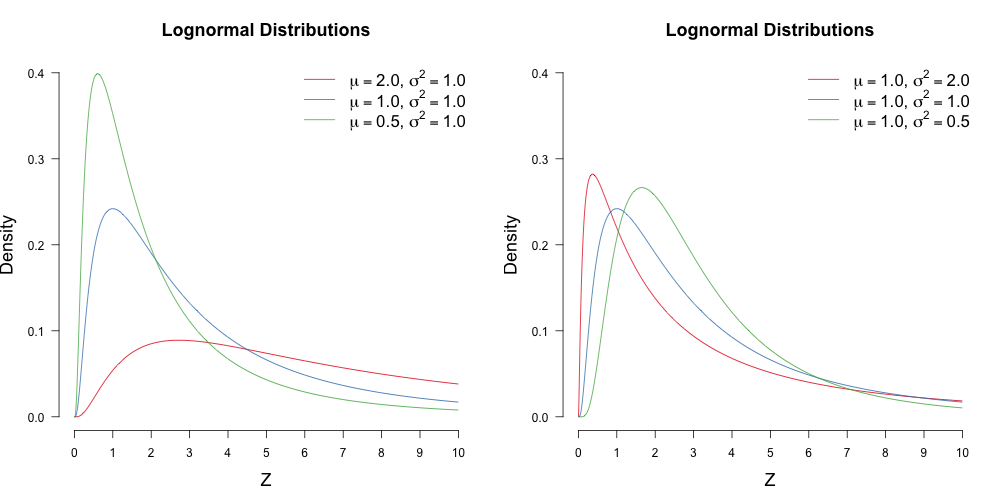 Lognormal Distributions
μ = 2.0, σ² = 1.0
μ = 1.0, σ² = 1.0
μ = 0.5, σ² = 1.0
Density
0.4
0.3
0.2
0.1
0.0
0 1 2 3 4 5 6 7 8 9 10
Z
Lognormal Distributions
μ = 1.0, σ² = 2.0
μ = 1.0, σ² = 1.0
μ = 1.0, σ² = 0.5
Density
0.4
0.3
0.2
0.1
0.0
0 1 2 3 4 5 6 7 8 9 10
Z